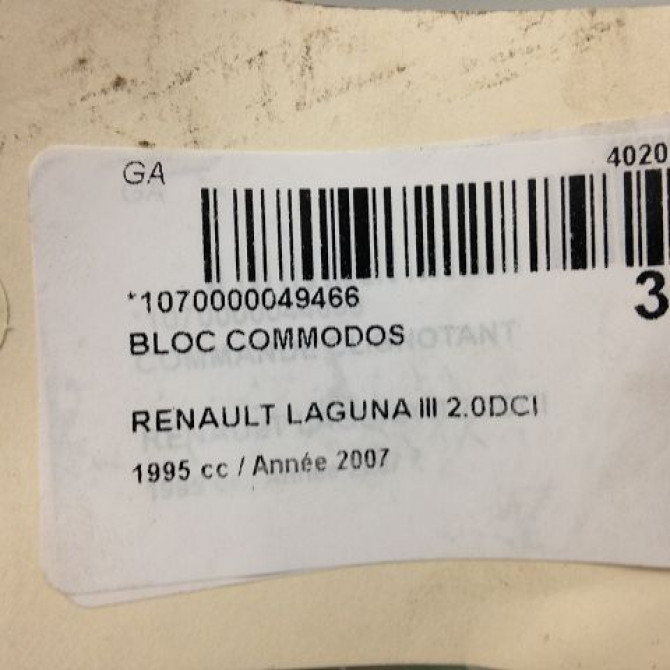 GA 4020
*1070000049466 3
BLOC COMMODOS
RENAULT LAGUNA III 2.0DCI
1995 cc / Année 2007